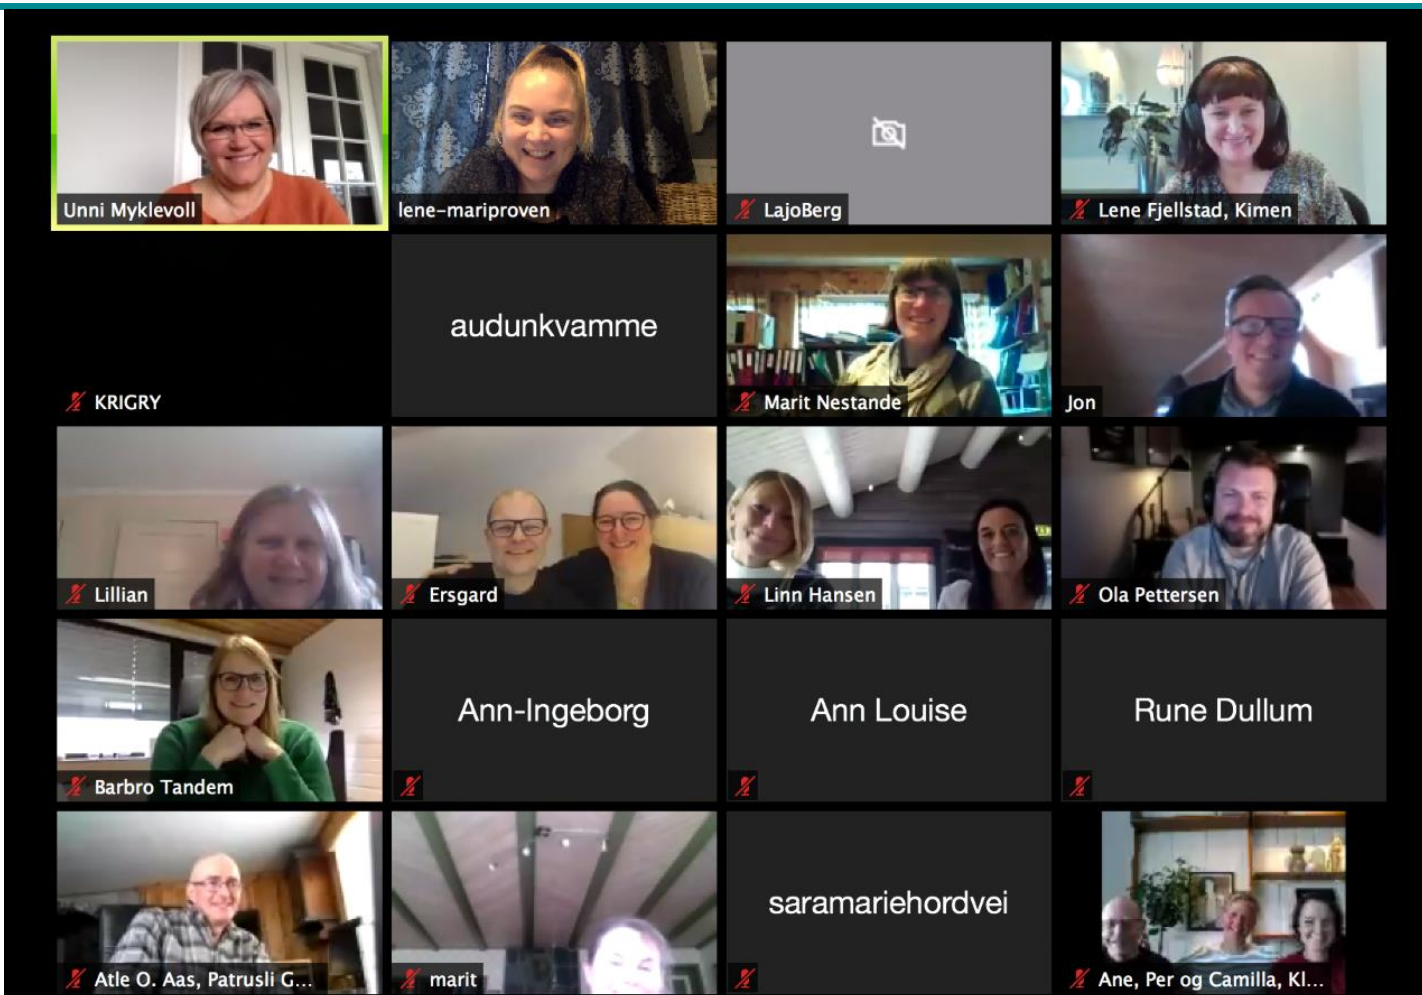 Unni Myklevoll
lene-mariproven
LajoBerg
Lene Fjellstad, Kimen
KRIGRY
audunkvamme
Marit Nestande
Jon
Lillian
Ersgard
Linn Hansen
Ola Pettersen
Barbro Tandem
Ann-Ingeborg
Ann Louise
Rune Dullum
Atle O. Aas, Patrusli G...
marit
saramariehordvei
Ane, Per og Camilla, Kl...